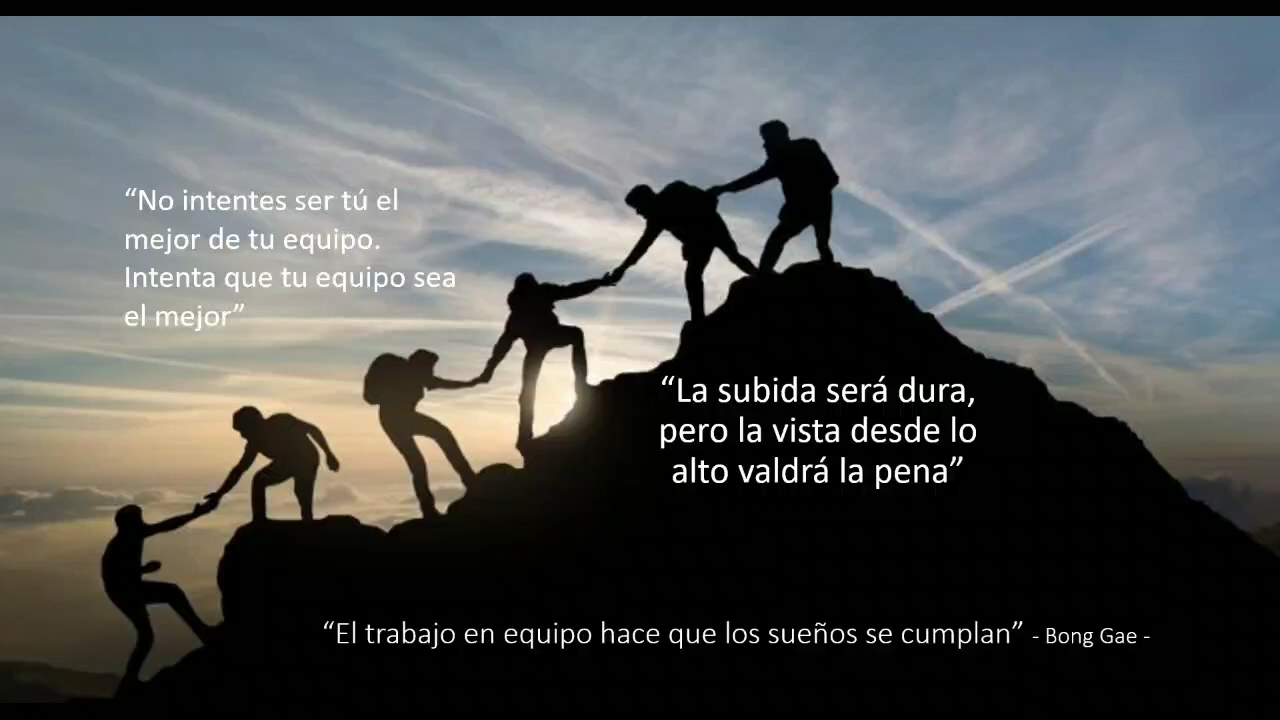 “No intentes ser tú el
mejor de tu equipo.
Intenta que tu equipo sea
el mejor”
“La subida será dura,
pero la vista desde lo
alto valdrá la pena”
“El trabajo en equipo hace que los sueños se cumplan” - Bong Gae -